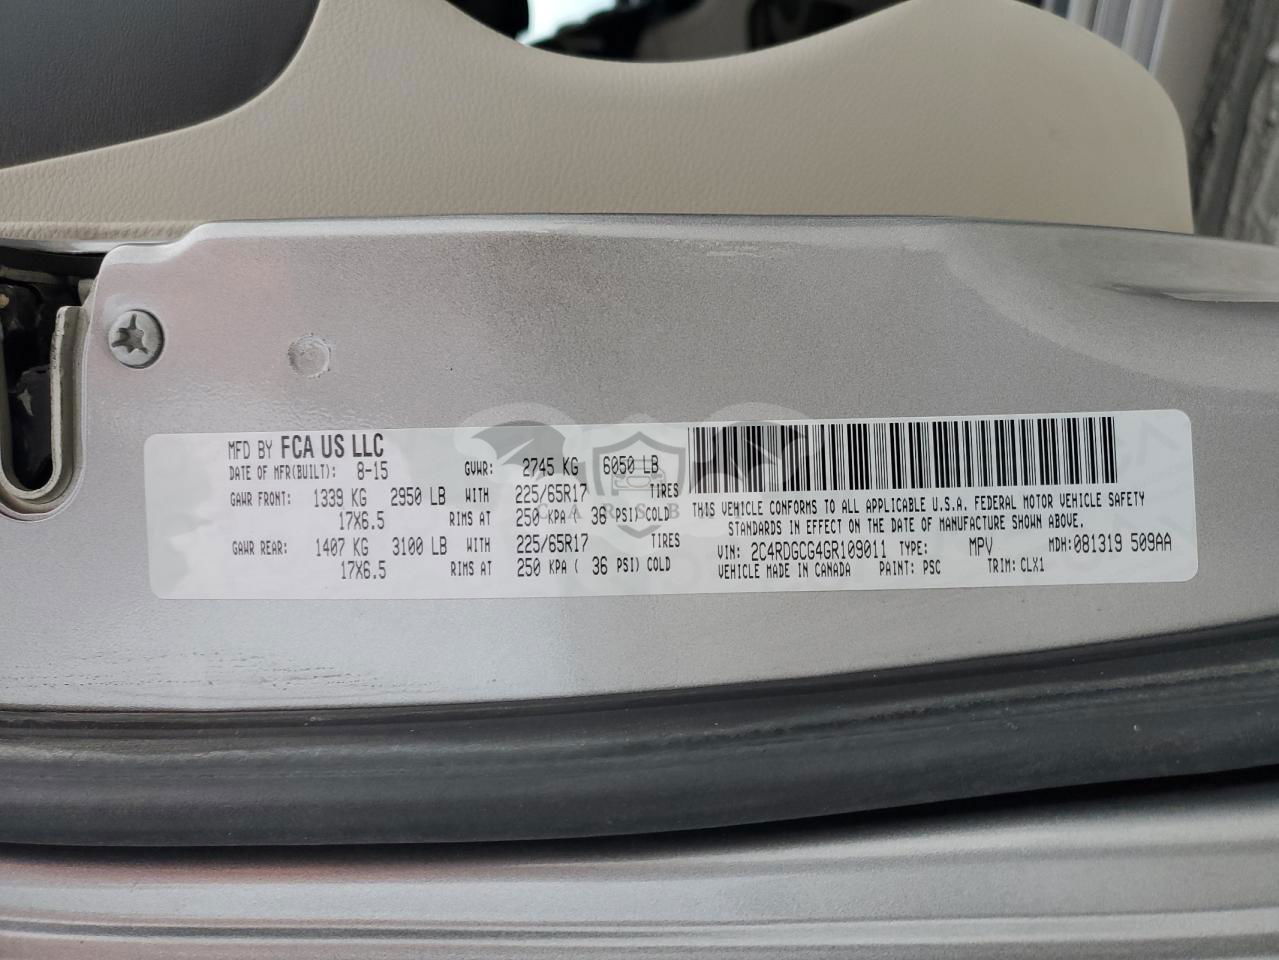 MFD BY FCA US LLC
DATE OF MFR(BUILT): 8-15 GVWR: 2745 KG 6050 LB
GAWR FRONT: 1339 KG 2950 LB WITH 225/65R17 TIRES
17X6.5 RIMS AT 250 KPA ( 36 PSI) COLD
GAWR REAR: 1407 KG 3100 LB WITH 225/65R17 TIRES
17X6.5 RIMS AT 250 KPA ( 36 PSI) COLD
THIS VEHICLE CONFORMS TO ALL APPLICABLE U.S.A. FEDERAL MOTOR VEHICLE SAFETY
STANDARDS IN EFFECT ON THE DATE OF MANUFACTURE SHOWN ABOVE.
VIN: 2C4RDGCG4GR109011 TYPE: MPV MDH: 081319 509AA
VEHICLE MADE IN CANADA PAINT: PSC TRIM: CLX1